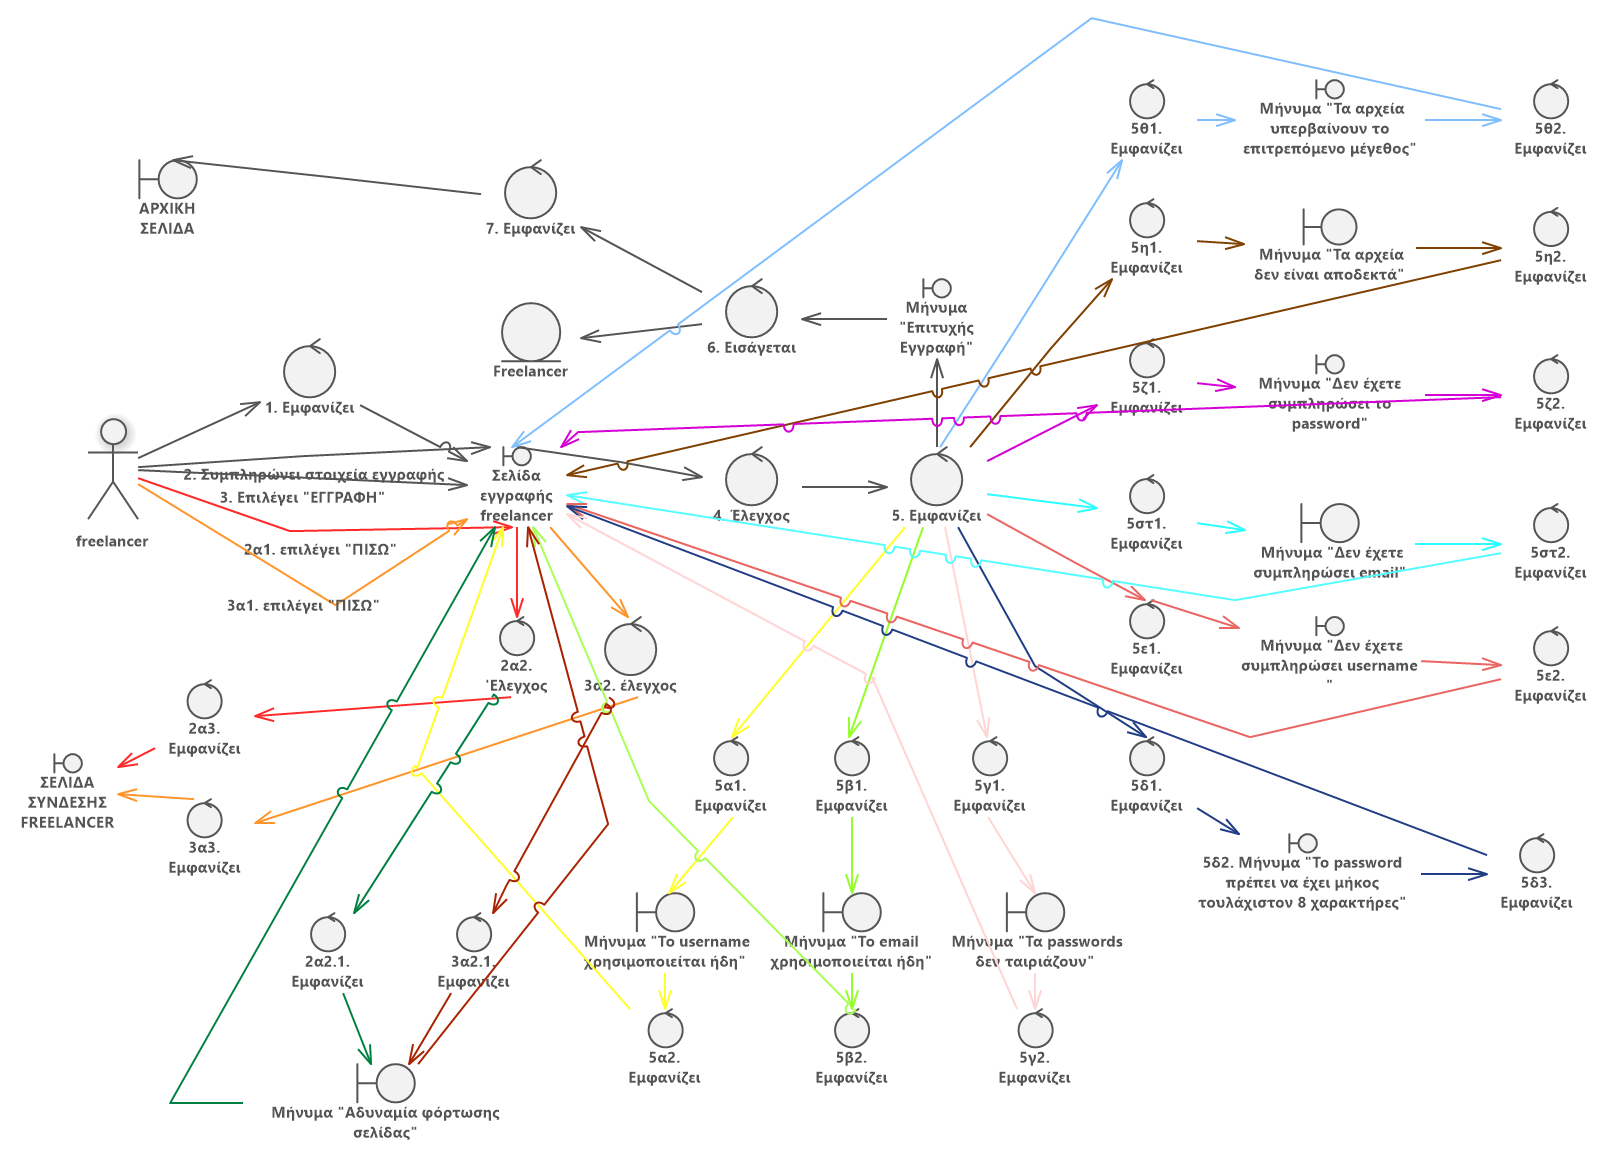 5θ1.
Εμφανίζει
Μήνυμα "Τα αρχεία
υπερβαίνουν το
επιτρεπόμενο μέγεθος"
5θ2.
Εμφανίζει
ΑΡΧΙΚΗ
ΣΕΛΙΔΑ
7. Εμφανίζει
5η1.
Εμφανίζει
Μήνυμα "Τα αρχεία
δεν είναι αποδεκτά"
5η2.
Εμφανίζει
Freelancer
6. Εισάγεται
Μήνυμα
"Επιτυχής
Εγγραφή"
1. Εμφανίζει
5ζ1.
Εμφανίζει
Μήνυμα "Δεν έχετε
συμπληρώσει το
password"
5ζ2.
Εμφανίζει
freelancer
2. Συμπληρώνει στοιχεία εγγραφής
3. Επιλέγει "ΕΓΓΡΑΦΗ"
2α1. επιλέγει "ΠΙΣΩ"
3α1. επιλέγει "ΠΙΣΩ"
Σελίδα
εγγραφής
freelancer
4. Έλεγχος
5. Εμφανίζει
5στ1.
Εμφανίζει
Μήνυμα "Δεν έχετε
συμπληρώσει email"
5στ2.
Εμφανίζει
5ε1.
Εμφανίζει
Μήνυμα "Δεν έχετε
συμπληρώσει username
"
5ε2.
Εμφανίζει
2α2.
Έλεγχος
3α2. έλεγχος
2α3.
Εμφανίζει
ΣΕΛΙΔΑ
ΣΥΝΔΕΣΗΣ
FREELANCER
3α3.
Εμφανίζει
5α1.
Εμφανίζει
5β1.
Εμφανίζει
5γ1.
Εμφανίζει
5δ1.
Εμφανίζει
5δ2. Μήνυμα "Το password
πρέπει να έχει μήκος
τουλάχιστον 8 χαρακτήρες"
5δ3.
Εμφανίζει
2α2.1.
Εμφανίζει
3α2.1.
Εμφανίζει
Μήνυμα "Το username
χρησιμοποιείται ήδη"
Μήνυμα "Το email
χρησιμοποιείται ήδη"
Μήνυμα "Τα passwords
δεν ταιριάζουν"
5α2.
Εμφανίζει
5β2.
Εμφανίζει
5γ2.
Εμφανίζει
Μήνυμα "Αδυναμία φόρτωσης
σελίδας"